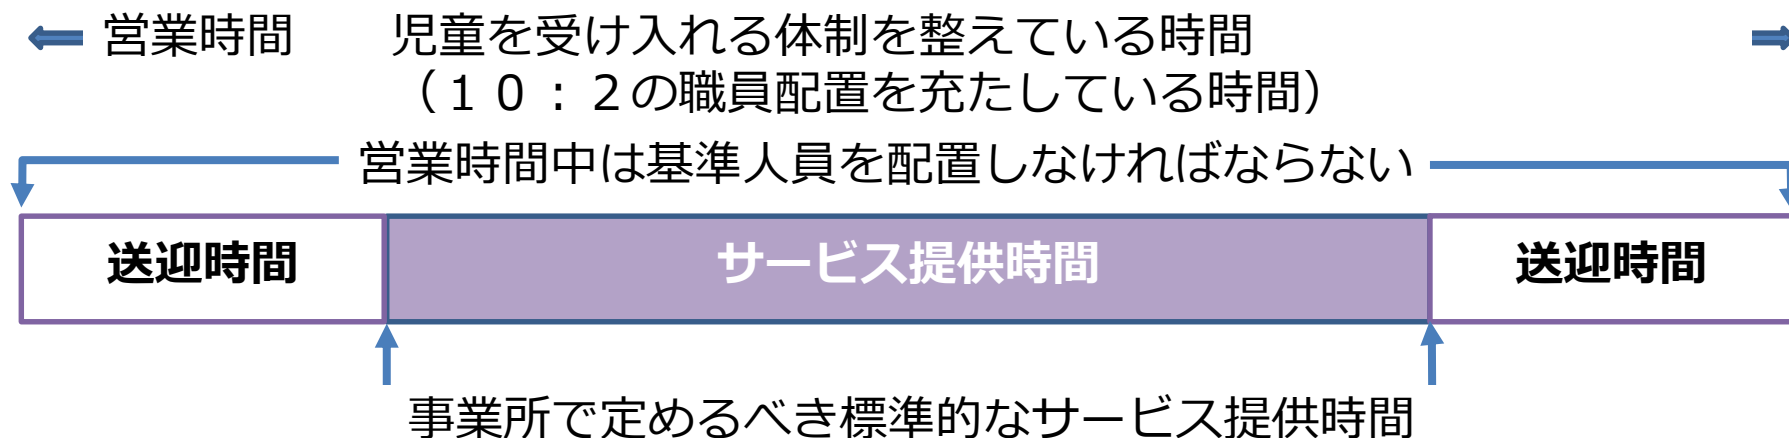 営業時間　　児童を受け入れる体制を整えている時間
（１０：２の職員配置を充たしている時間）
営業時間中は基準人員を配置しなければならない
送迎時間　サービス提供時間　送迎時間
事業所で定めるべき標準的なサービス提供時間